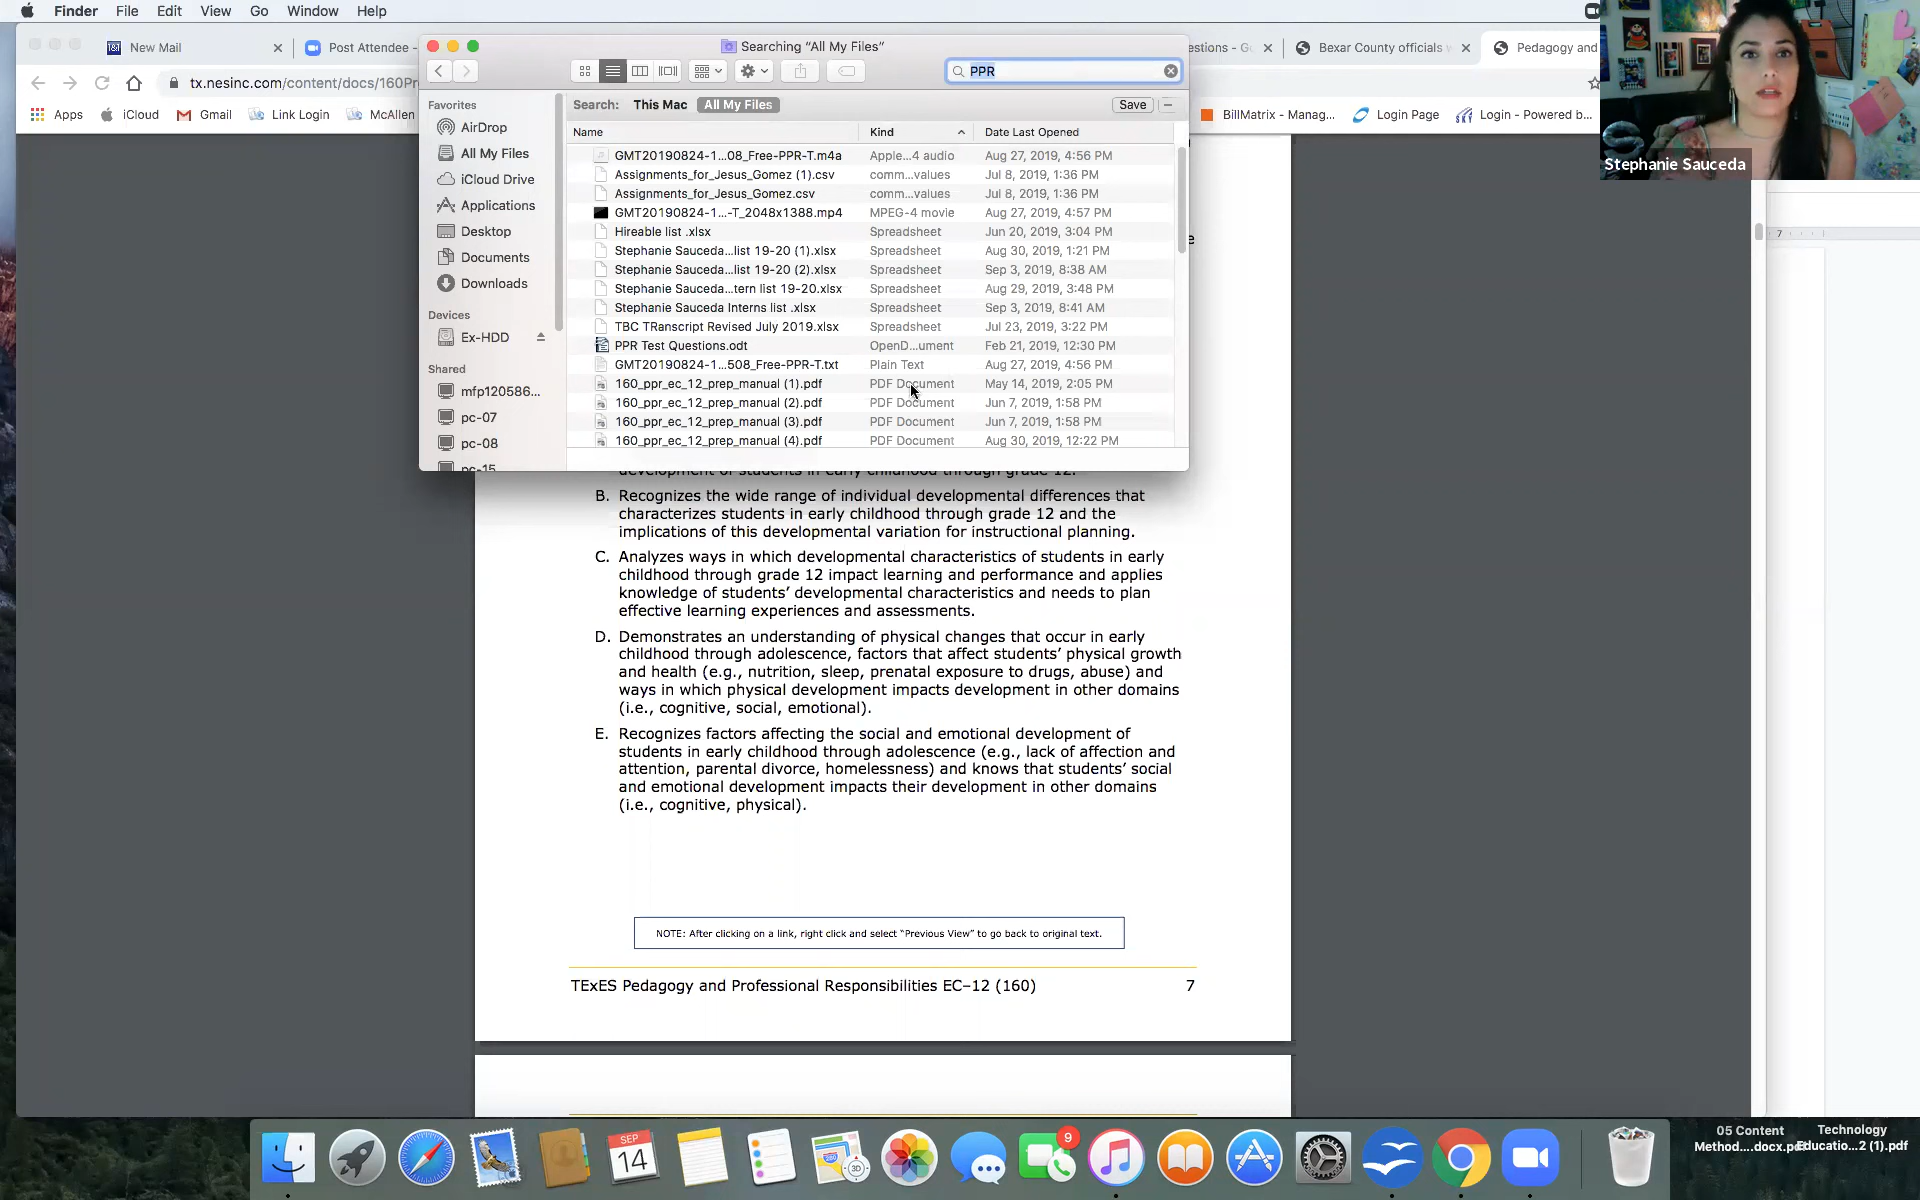 Finder File Edit View Go Window Help
New Mail
Post Attendee -
Searching "All My Files"
estions - G
Bexar County officials
Pedagogy and
tx.nesinc.com/content/docs/160Pr
PPR
Apps
iCloud
Gmail
Link Login
McAllen
BillMatrix - Manag...
Login Page
Login - Powered b...
Stephanie Sauceda
Favorites
AirDrop
All My Files
iCloud Drive
Applications
Desktop
Documents
Downloads
Devices
Ex-HDD
Shared
mfp120586...
pc-07
pc-08
pc-15
Search: This Mac All My Files Save
Name Kind Date Last Opened
GMT20190824-1...08_Free-PPR-T.m4a Apple...4 audio Aug 27, 2019, 4:56 PM
Assignments_for_Jesus_Gomez (1).csv comm...values Jul 8, 2019, 1:36 PM
Assignments_for_Jesus_Gomez.csv comm...values Jul 8, 2019, 1:36 PM
GMT20190824-1...-T_2048x1388.mp4 MPEG-4 movie Aug 27, 2019, 4:57 PM
Hireable list .xlsx Spreadsheet Jun 20, 2019, 3:04 PM
Stephanie Sauceda...list 19-20 (1).xlsx Spreadsheet Aug 30, 2019, 1:21 PM
Stephanie Sauceda...list 19-20 (2).xlsx Spreadsheet Sep 3, 2019, 8:38 AM
Stephanie Sauceda...tern list 19-20.xlsx Spreadsheet Aug 29, 2019, 3:48 PM
Stephanie Sauceda Interns list .xlsx Spreadsheet Sep 3, 2019, 8:41 AM
TBC TRanscript Revised July 2019.xlsx Spreadsheet Jul 23, 2019, 3:22 PM
PPR Test Questions.odt OpenD...ument Feb 21, 2019, 12:30 PM
GMT20190824-1...508_Free-PPR-T.txt Plain Text Aug 27, 2019, 4:56 PM
160_ppr_ec_12_prep_manual (1).pdf PDF Document May 14, 2019, 2:05 PM
160_ppr_ec_12_prep_manual (2).pdf PDF Document Jun 7, 2019, 1:58 PM
160_ppr_ec_12_prep_manual (3).pdf PDF Document Jun 7, 2019, 1:58 PM
160_ppr_ec_12_prep_manual (4).pdf PDF Document Aug 30, 2019, 12:22 PM
e
7
development of students in early childhood through grade 12.
B. Recognizes the wide range of individual developmental differences that
characterizes students in early childhood through grade 12 and the
implications of this developmental variation for instructional planning.
C. Analyzes ways in which developmental characteristics of students in early
childhood through grade 12 impact learning and performance and applies
knowledge of students' developmental characteristics and needs to plan
effective learning experiences and assessments.
D. Demonstrates an understanding of physical changes that occur in early
childhood through adolescence, factors that affect students' physical growth
and health (e.g., nutrition, sleep, prenatal exposure to drugs, abuse) and
ways in which physical development impacts development in other domains
(i.e., cognitive, social, emotional).
E. Recognizes factors affecting the social and emotional development of
students in early childhood through adolescence (e.g., lack of affection and
attention, parental divorce, homelessness) and knows that students' social
and emotional development impacts their development in other domains
(i.e., cognitive, physical).
NOTE: After clicking on a link, right click and select "Previous View" to go back to original text.
TExES Pedagogy and Professional Responsibilities EC–12 (160) 7
SEP
14
280
3D
9
05 Content
Method....docx.pdf
Technology
Educatio...2 (1).pdf